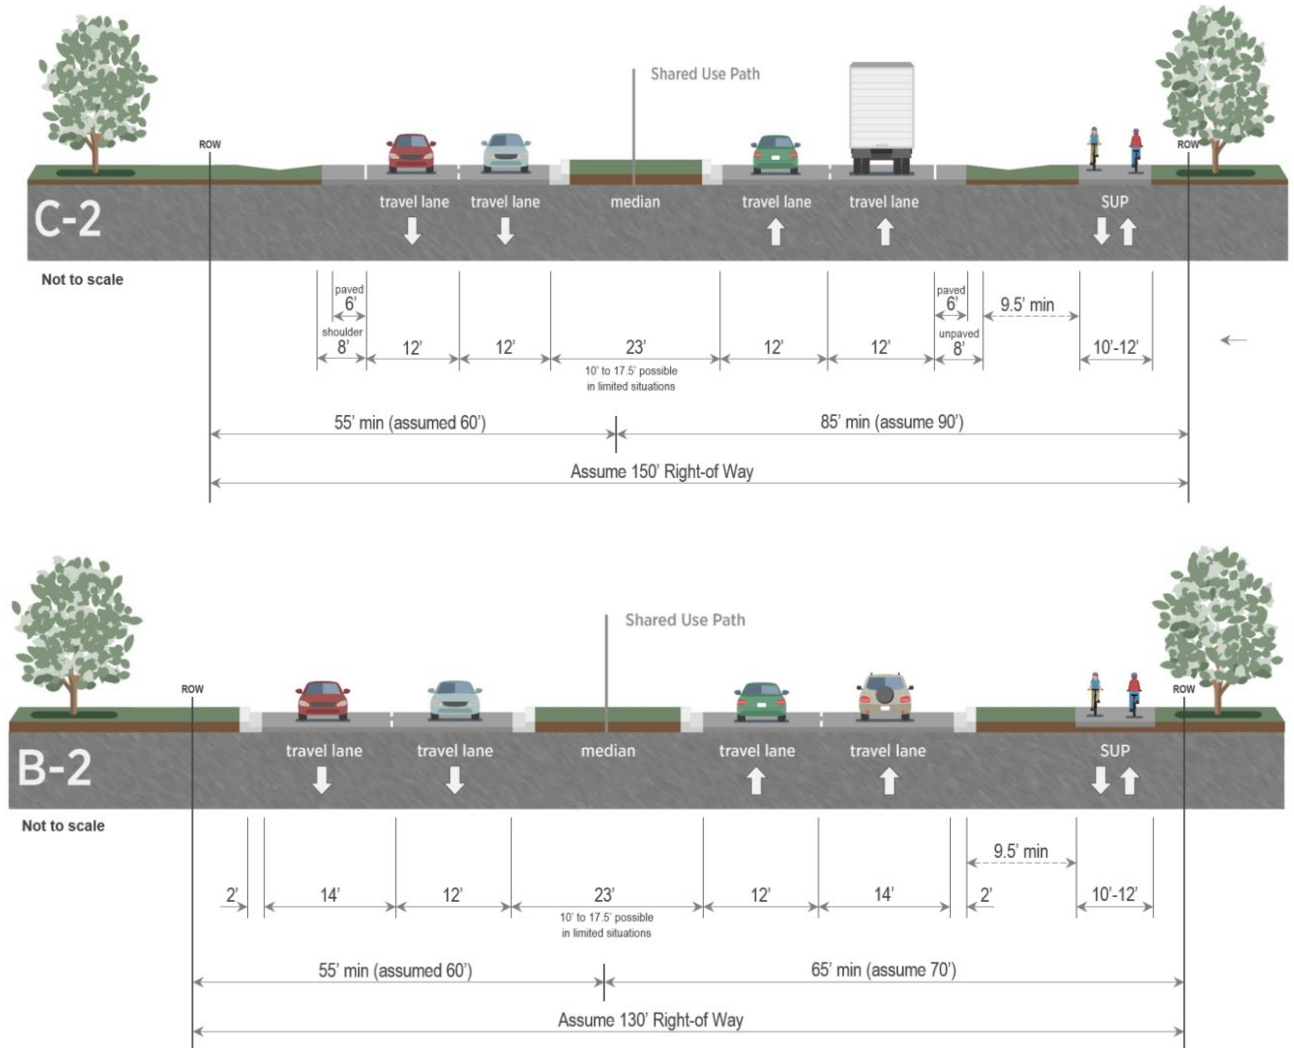 Shared Use Path
ROW
ROW
travel lane
travel lane
median
travel lane
travel lane
SUP
C-2
Not to scale
paved
6'
paved
6'
9.5' min
shoulder
8'
12'
12'
23'
12'
12'
unpaved
8'
10'-12'
10' to 17.5' possible
in limited situations
55' min (assumed 60')
85' min (assume 90')
Assume 150' Right-of Way
Shared Use Path
ROW
ROW
travel lane
travel lane
median
travel lane
travel lane
SUP
B-2
Not to scale
9.5' min
2'
14'
12'
23'
12'
14'
2'
10'-12'
10' to 17.5' possible
in limited situations
55' min (assumed 60')
65' min (assume 70')
Assume 130' Right-of Way